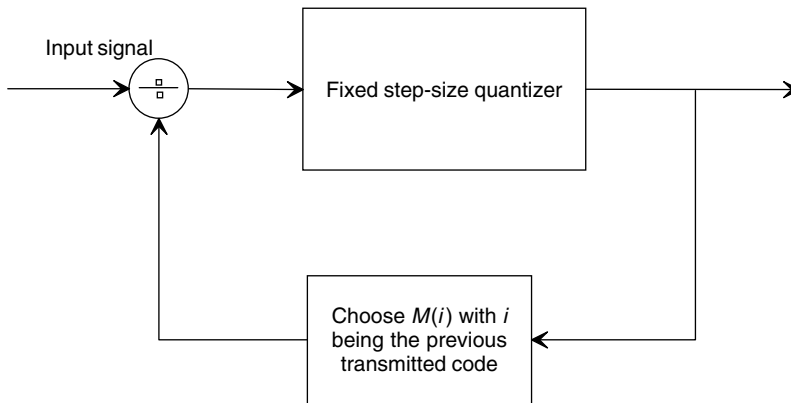 Input signal
Fixed step-size quantizer
Choose M(i) with i
being the previous
transmitted code